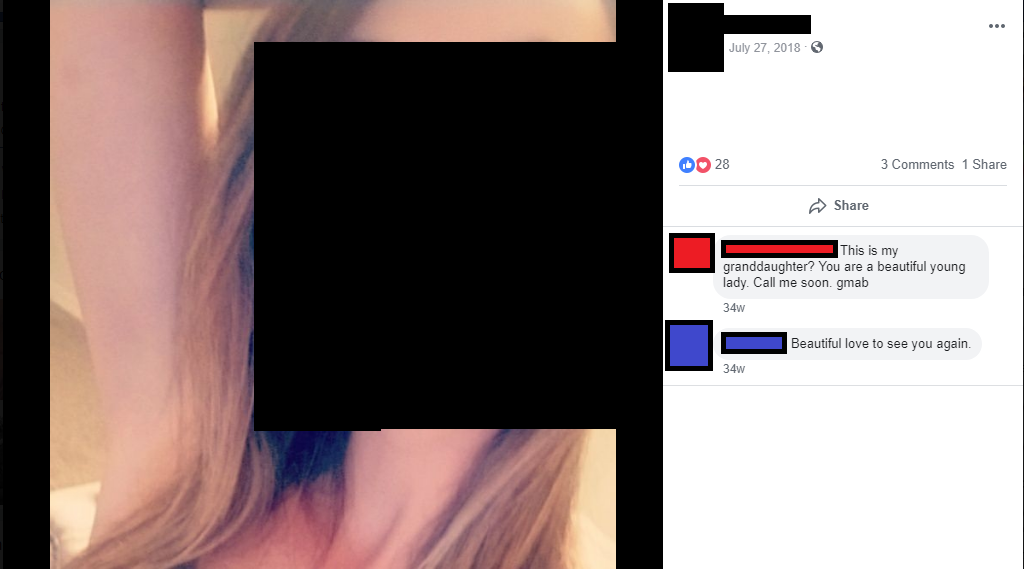 July 27, 2018 ·
28
3 Comments 1 Share
Share
This is my
granddaughter? You are a beautiful young
lady. Call me soon. gmab
34w
Beautiful love to see you again.
34w